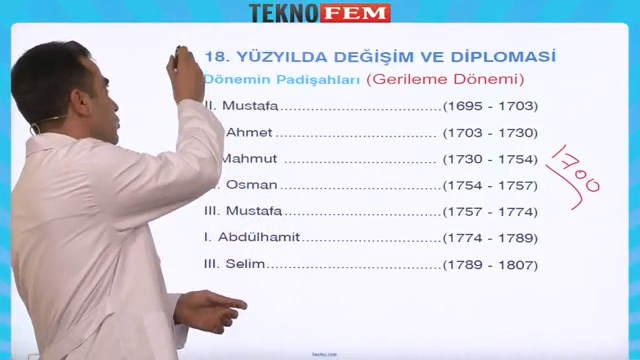 TEKNOFEM
18. YÜZYILDA DEĞİŞİM VE DİPLOMASİ
Dönemin Padişahları (Gerileme Dönemi)
II. Mustafa (1695 - 1703)
Ahmet (1703 - 1730)
Mahmut (1730 - 1754)
Osman (1754 - 1757)
III. Mustafa (1757 - 1774)
I. Abdülhamit (1774 - 1789)
III. Selim (1789 - 1807)
1700